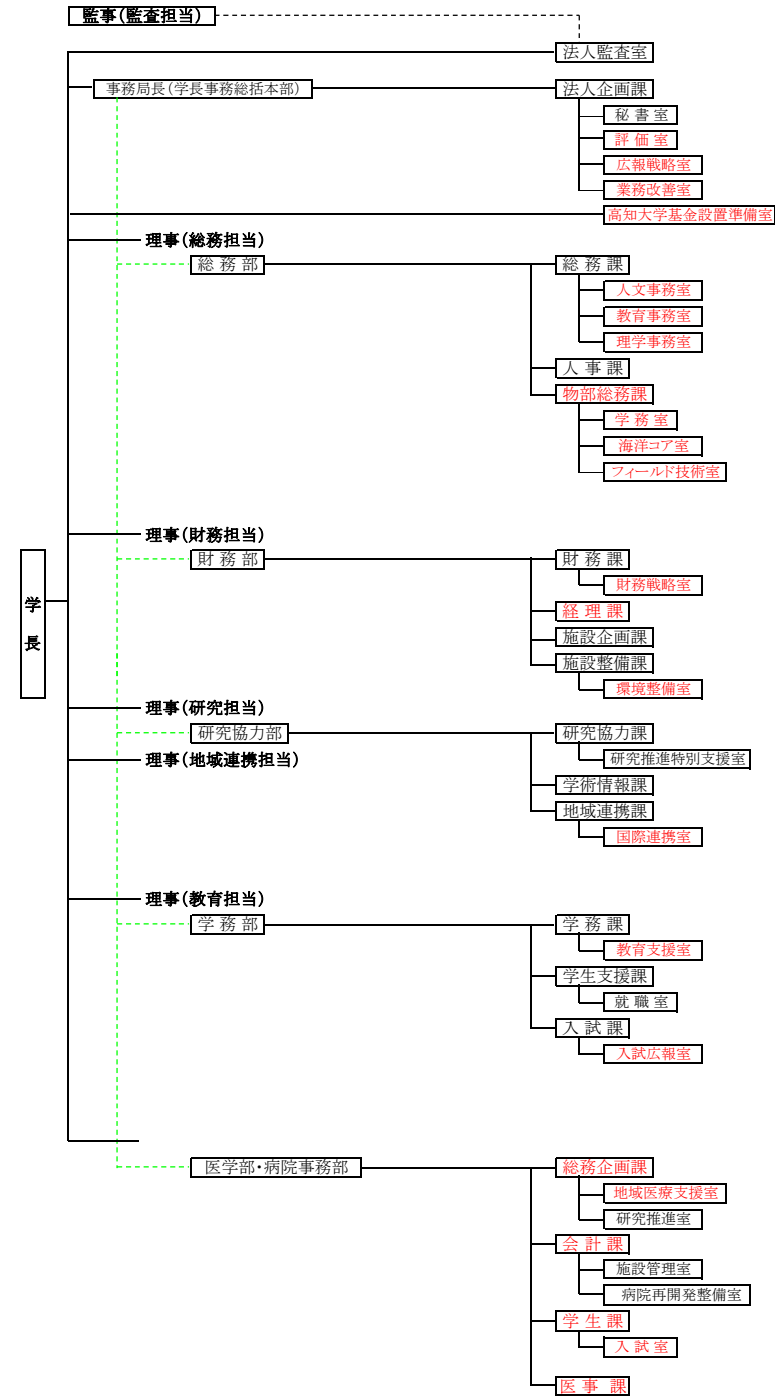 監事(監査担当)
法人監査室
事務局長(学長事務総括本部)
法人企画課
秘 書 室
評 価 室
広報戦略室
業務改善室
高知大学基金設置準備室
理事(総務担当)
総 務 部
総 務 課
人文事務室
教育事務室
理学事務室
人 事 課
物部総務課
学 務 室
海洋コア室
フィールド技術室
理事(財務担当)
学長
財 務 部
財 務 課
財務戦略室
経 理 課
施設企画課
施設整備課
環境整備室
理事(研究担当)
研究協力部
研究協力課
理事(地域連携担当)
研究推進特別支援室
学術情報課
地域連携課
国際連携室
理事(教育担当)
学 務 部
学 務 課
教育支援室
学生支援課
就 職 室
入 試 課
入試広報室
医学部・病院事務部
総務企画課
地域医療支援室
研究推進室
会 計 課
施設管理室
病院再開発整備室
学 生 課
入 試 室
医 事 課